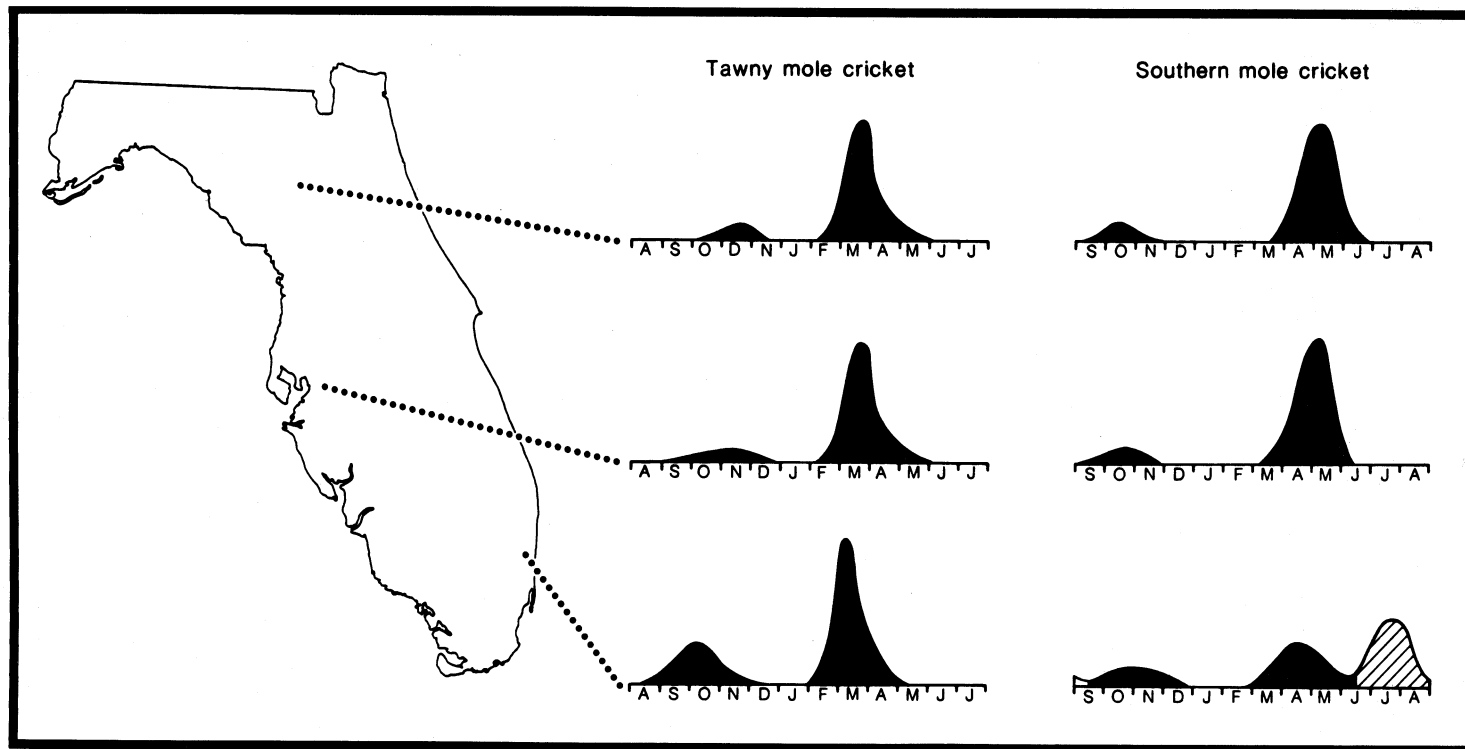 Tawny mole cricket
Southern mole cricket
A S O D N J F M A M J J
S O N D J F M A M J J A
A S O N D J F M A M J J
S O N D J F M A M J J A
A S O N D J F M A M J J
S O N D J F M A M J J A